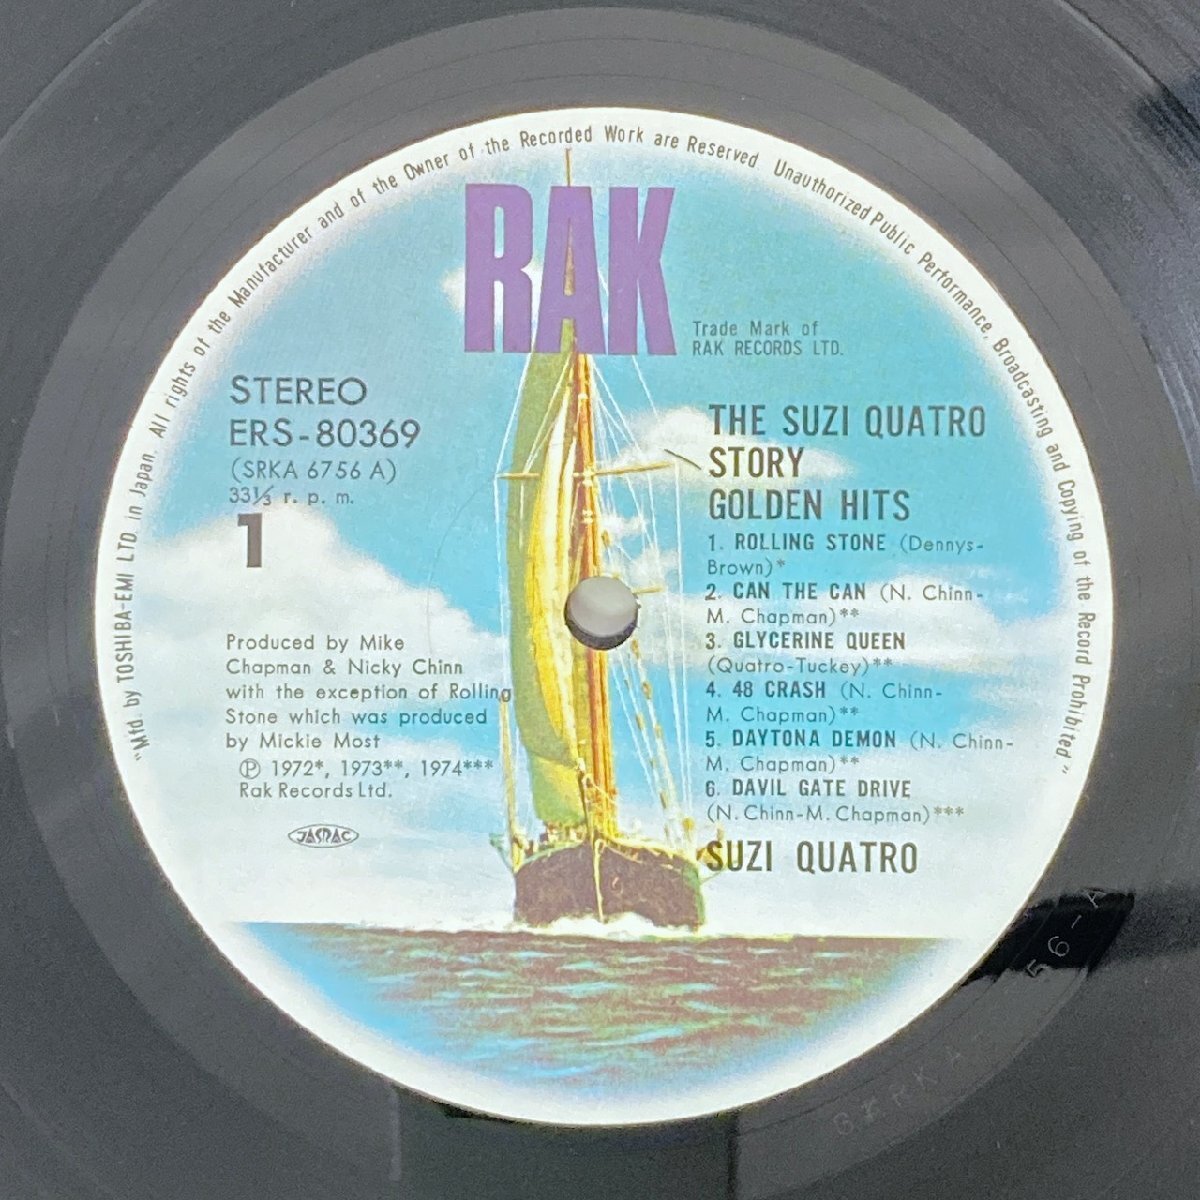 "Mfd. by TOSHIBA-EMI LTD. in Japan. All rights of the Manufacturer and of the Owner of the Recorded Work are Reserved Unauthorized Public Performance, Broadcasting and Copying of the Record Prohibited."
RAK
Trade Mark of
RAK RECORDS LTD.
STEREO
ERS-80369
(SRKA 6756 A)
33⅓ r. p. m.
1
Produced by Mike
Chapman & Nicky Chinn
with the exception of Rolling
Stone which was produced
by Mickie Most
Ⓟ 1972*, 1973**, 1974***
Rak Records Ltd.
JASRAC
THE SUZI QUATRO
STORY
GOLDEN HITS
1. ROLLING STONE (Dennys-
Brown)*
2. CAN THE CAN (N. Chinn-
M. Chapman)**
3. GLYCERINE QUEEN
(Quatro-Tuckey)**
4. 48 CRASH (N. Chinn-
M. Chapman)**
5. DAYTONA DEMON (N. Chinn-
M. Chapman)**
6. DAVIL GATE DRIVE
(N. Chinn-M. Chapman)***
SUZI QUATRO
56-A